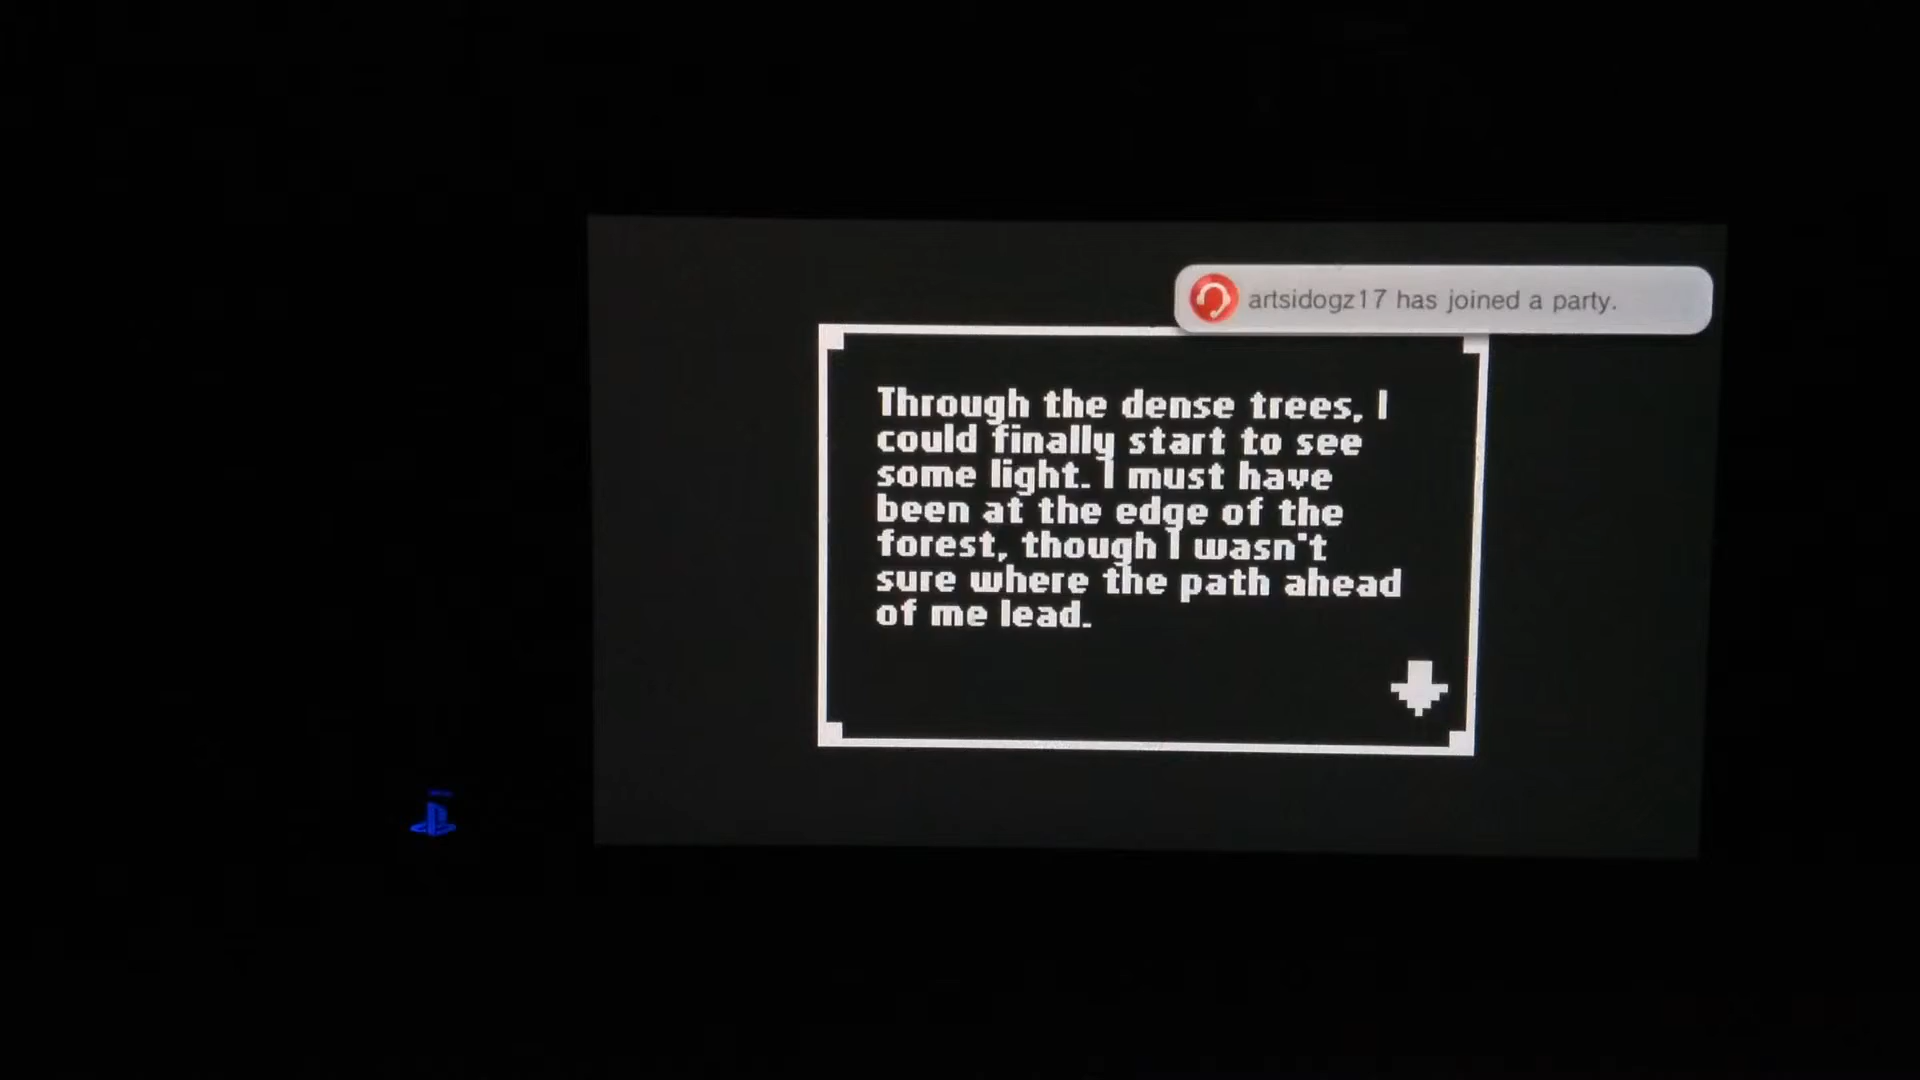 artsidogz17 has joined a party.
Through the dense trees, I
could finally start to see
some light. I must have
been at the edge of the
forest, though I wasn't
sure where the path ahead
of me lead.